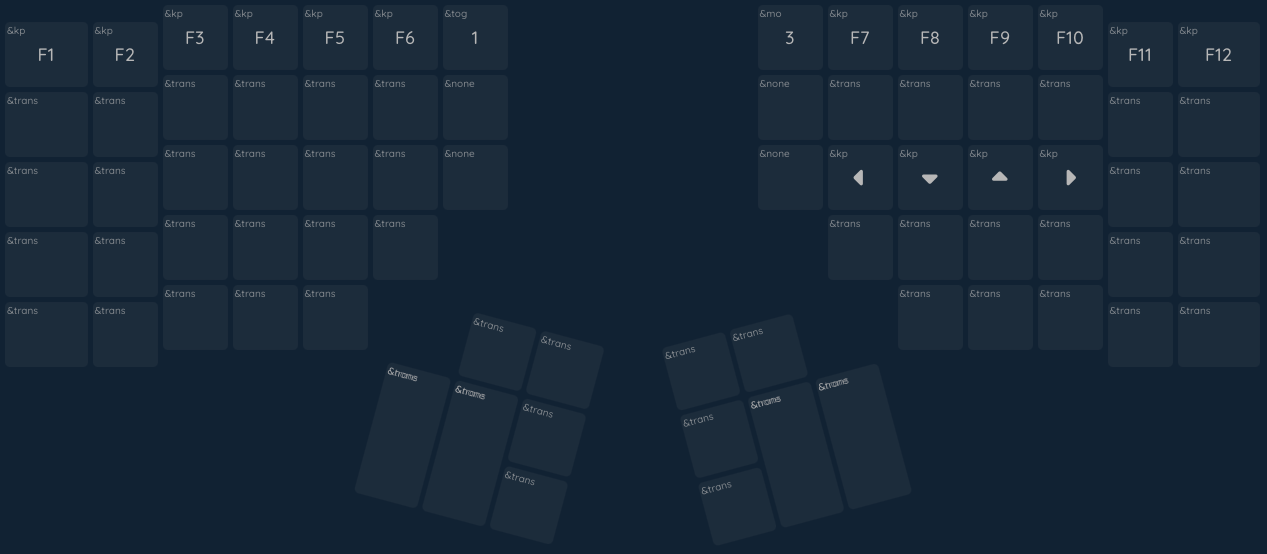 &kp &kp &kp &kp &kp &kp &tog
F1 F2 F3 F4 F5 F6 1
&mo &kp &kp &kp &kp &kp &kp
3 F7 F8 F9 F10 F11 F12
&trans &trans &trans &trans &trans &trans &none
&none &trans &trans &trans &trans &trans &trans
&trans &trans &trans &trans &trans &trans &none
&none &kp &kp &kp &kp &trans &trans
&trans &trans &trans &trans &trans &trans
&trans &trans &trans &trans &trans &trans
&trans &trans &trans &trans &trans
&trans &trans &trans &trans &trans
&trans &trans
&trans &trans
&trans
&trans
&trans
&trans